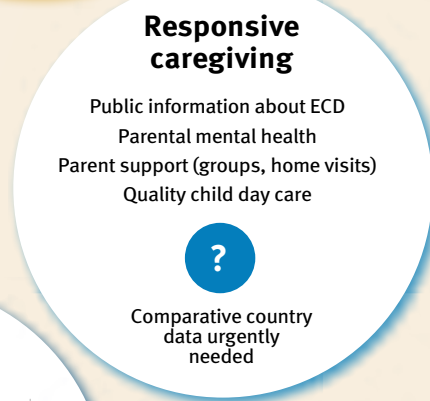 Responsive
caregiving
Public information about ECD
Parental mental health
Parent support (groups, home visits)
Quality child day care
?
Comparative country
data urgently
needed